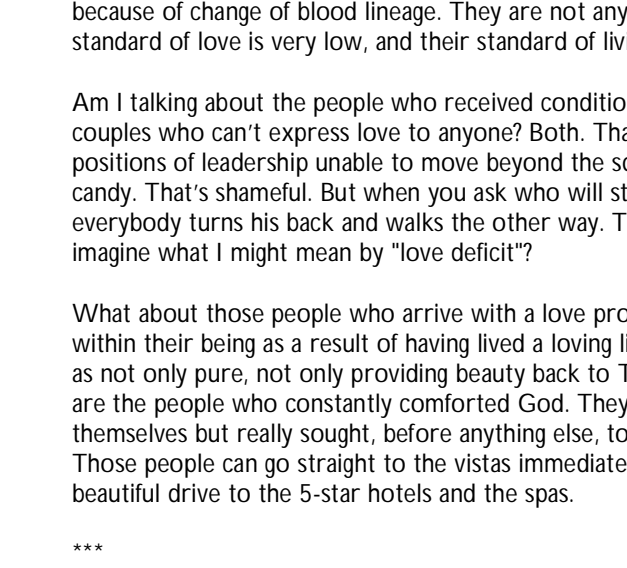 because of change of blood lineage. They are not any
standard of love is very low, and their standard of livi
Am I talking about the people who received conditio
couples who can't express love to anyone? Both. Tha
positions of leadership unable to move beyond the so
candy. That's shameful. But when you ask who will st
everybody turns his back and walks the other way. T
imagine what I might mean by "love deficit"?
What about those people who arrive with a love pro
within their being as a result of having lived a loving li
as not only pure, not only providing beauty back to T
are the people who constantly comforted God. They
themselves but really sought, before anything else, to
Those people can go straight to the vistas immediate
beautiful drive to the 5-star hotels and the spas.
***